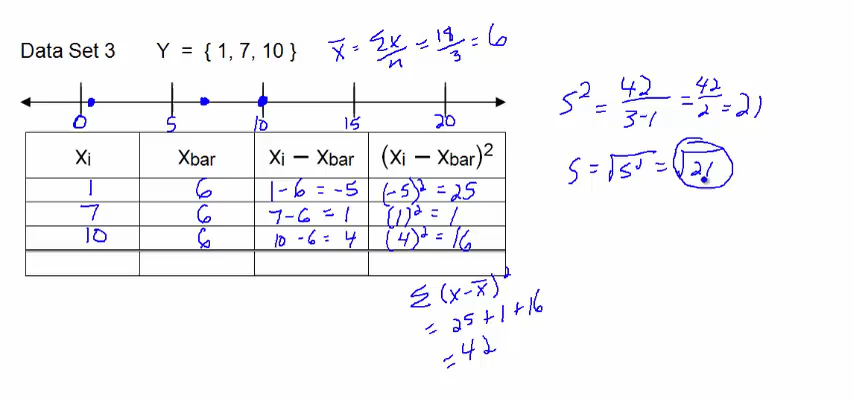 Data Set 3 Y = { 1, 7, 10 } x̄ = Σx/n = 18/3 = 6
0 5 10 15 20
Xi Xbar Xi – Xbar (Xi – Xbar)²
1 6 1 - 6 = -5 (-5)² = 25
7 6 7 - 6 = 1 (1)² = 1
10 6 10 - 6 = 4 (4)² = 16
Σ (x - x̄)²
= 25 + 1 + 16
= 42
S² = 42/3-1 = 42/2 = 21
S = √S² = √21